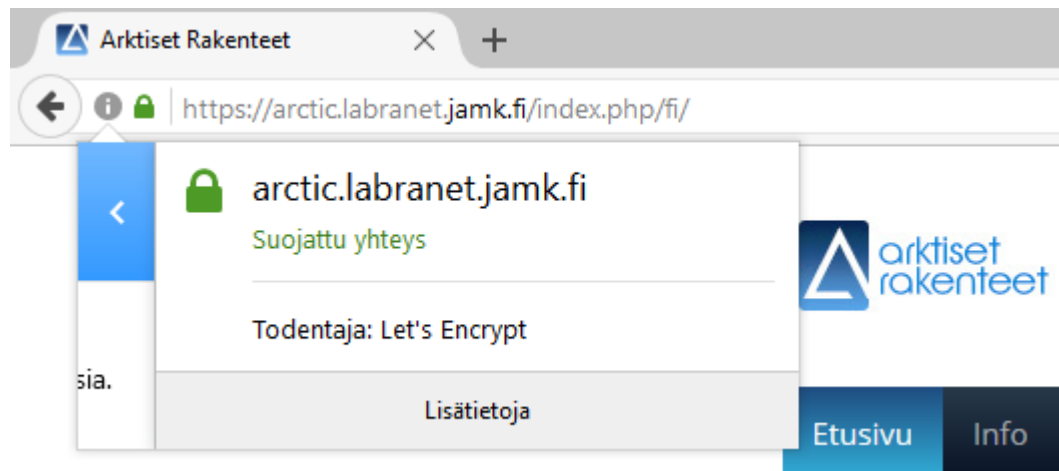 Arktiset Rakenteet
https://arctic.labranet.jamk.fi/index.php/fi/
arctic.labranet.jamk.fi
Suojattu yhteys
Todentaja: Let's Encrypt
Lisätietoja
sia.
arktiset
rakenteet
Etusivu Info